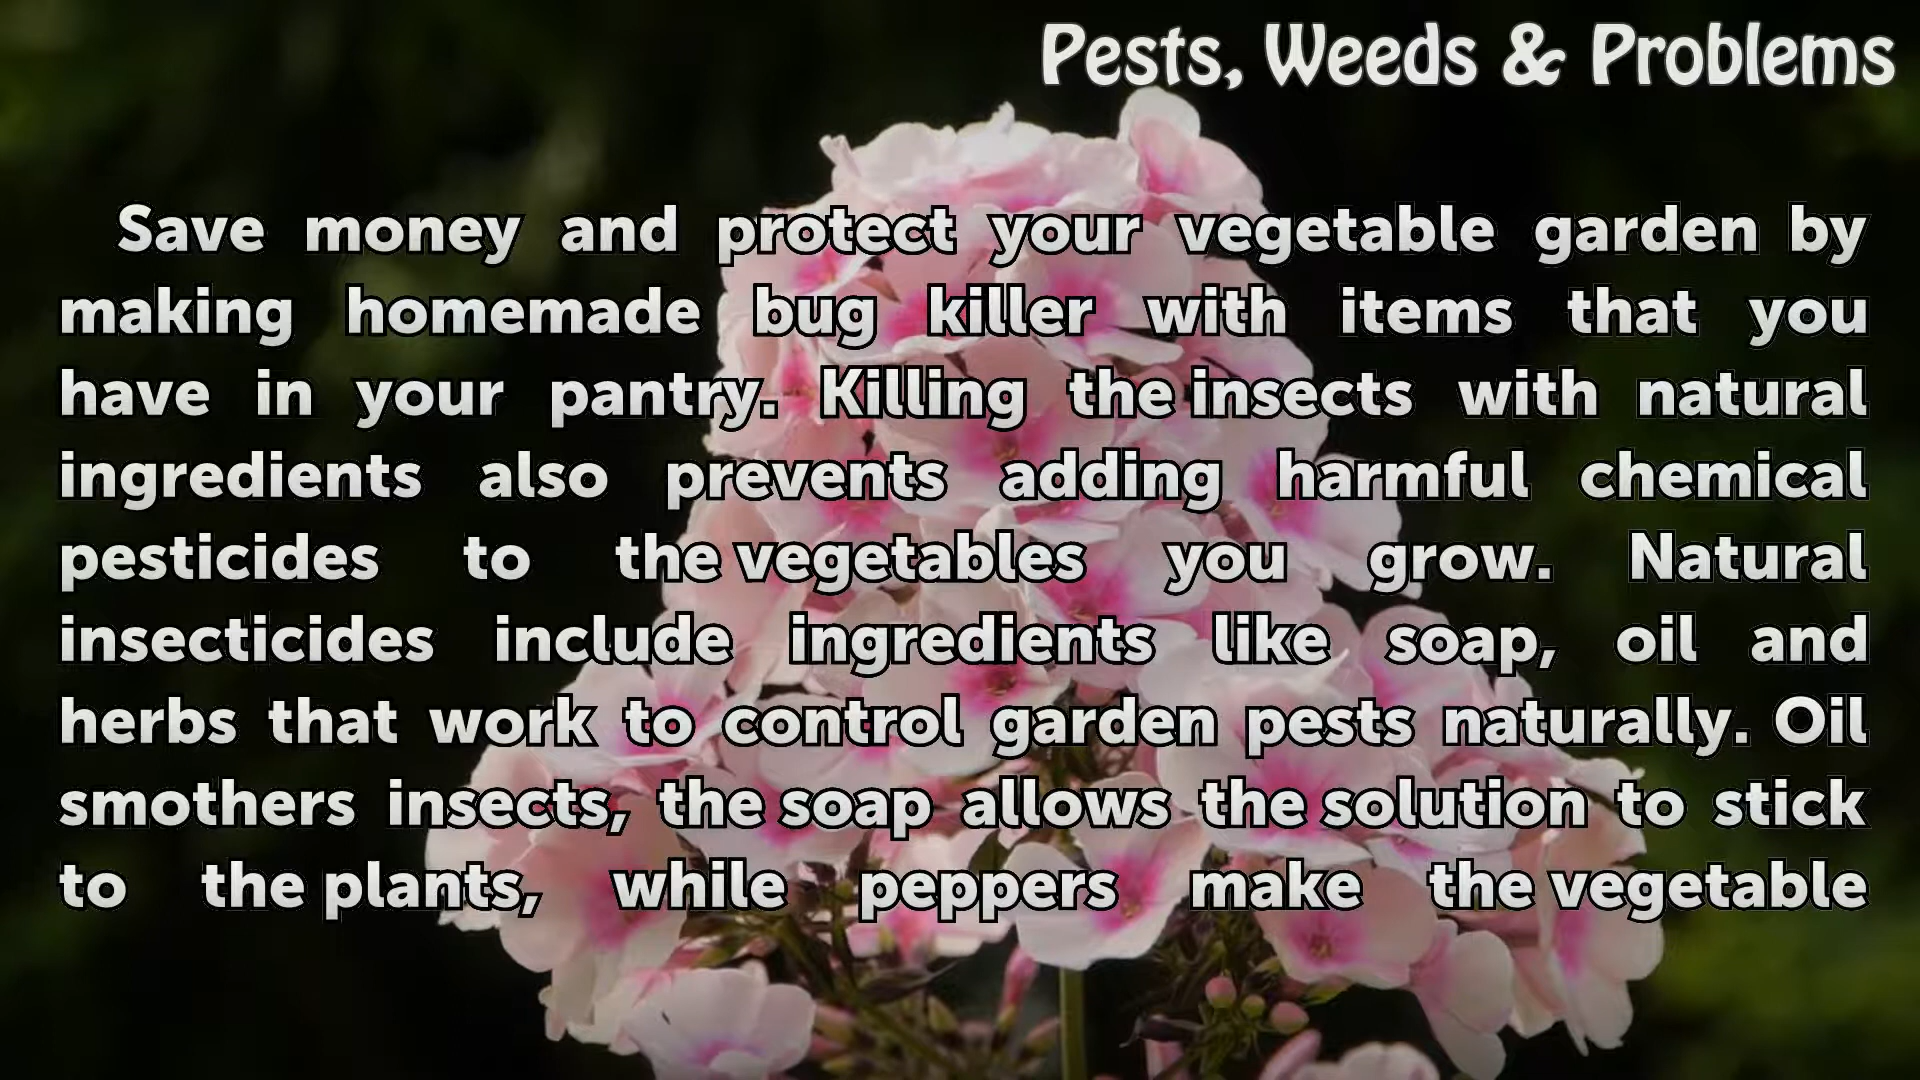 Pests, Weeds & Problems
Save money and protect your vegetable garden by
making homemade bug killer with items that you
have in your pantry. Killing the insects with natural
ingredients also prevents adding harmful chemical
pesticides to the vegetables you grow. Natural
insecticides include ingredients like soap, oil and
herbs that work to control garden pests naturally. Oil
smothers insects, the soap allows the solution to stick
to the plants, while peppers make the vegetable